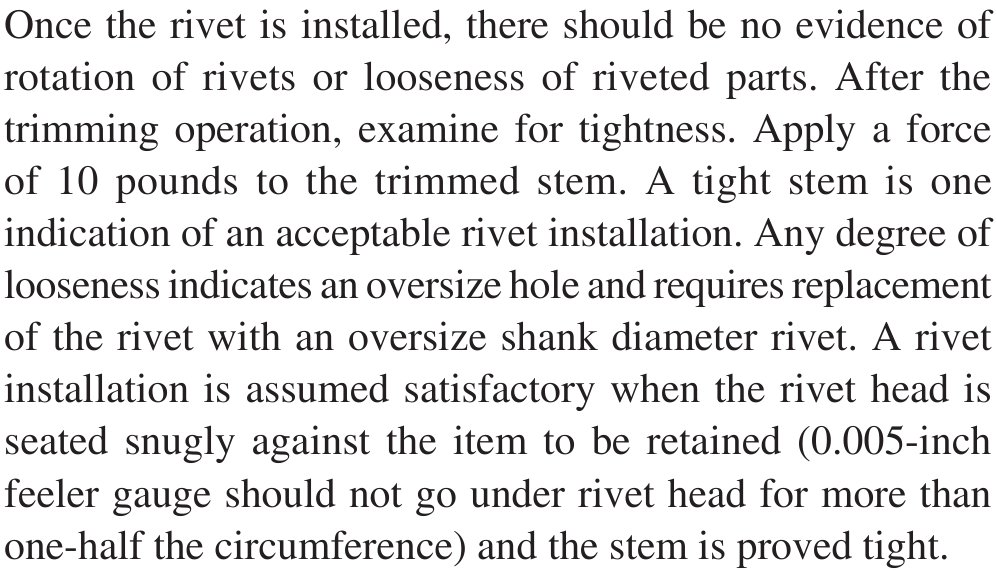 Once the rivet is installed, there should be no evidence of
rotation of rivets or looseness of riveted parts. After the
trimming operation, examine for tightness. Apply a force
of 10 pounds to the trimmed stem. A tight stem is one
indication of an acceptable rivet installation. Any degree of
looseness indicates an oversize hole and requires replacement
of the rivet with an oversize shank diameter rivet. A rivet
installation is assumed satisfactory when the rivet head is
seated snugly against the item to be retained (0.005-inch
feeler gauge should not go under rivet head for more than
one-half the circumference) and the stem is proved tight.